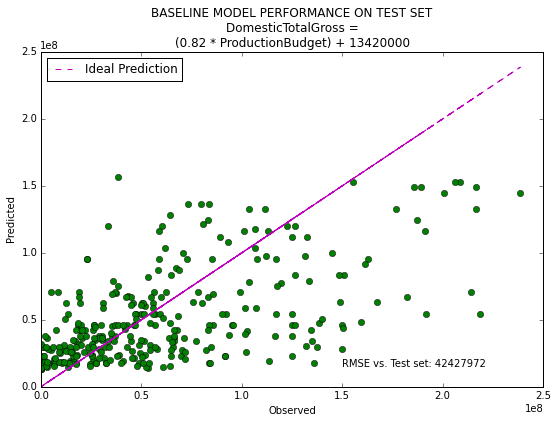 BASELINE MODEL PERFORMANCE ON TEST SET
DomesticTotalGross =
(0.82 * ProductionBudget) + 13420000
1e8
2.5
Ideal Prediction
2.0
1.5
Predicted
1.0
0.5
RMSE vs. Test set: 42427972
0.0
0.0 0.5 1.0 1.5 2.0 2.5
Observed
1e8